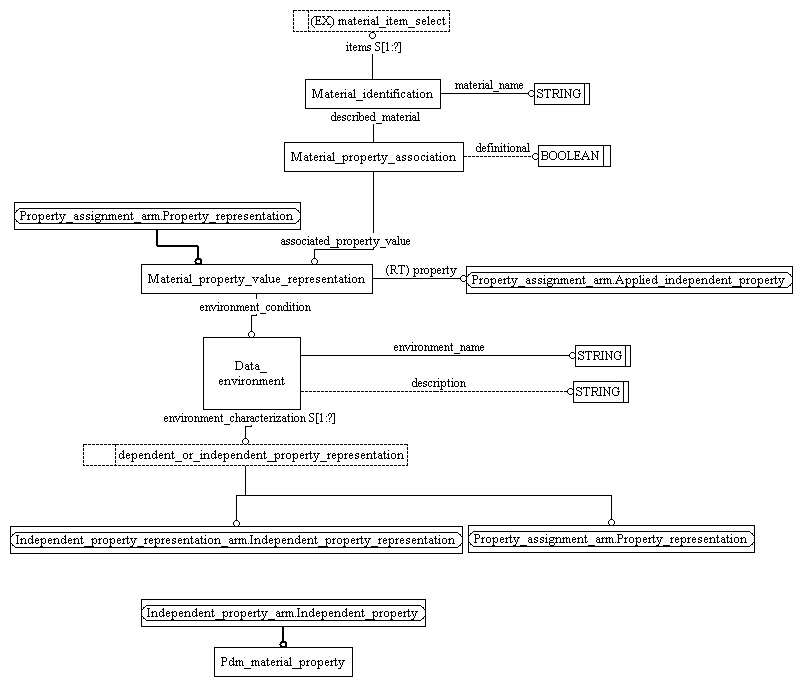 (EX) material_item_select
items S[1:?]
material_name
Material_identification
STRING
described_material
definitional
Material_property_association
BOOLEAN
Property_assignment_arm.Property_representation
associated_property_value
(RT) property
Material_property_value_representation
Property_assignment_arm.Applied_independent_property
environment_condition
environment_name
STRING
Data_
environment
description
STRING
environment_characterization S[1:?]
dependent_or_independent_property_representation
Independent_property_representation_arm.Independent_property_representation
Property_assignment_arm.Property_representation
Independent_property_arm.Independent_property
Pdm_material_property